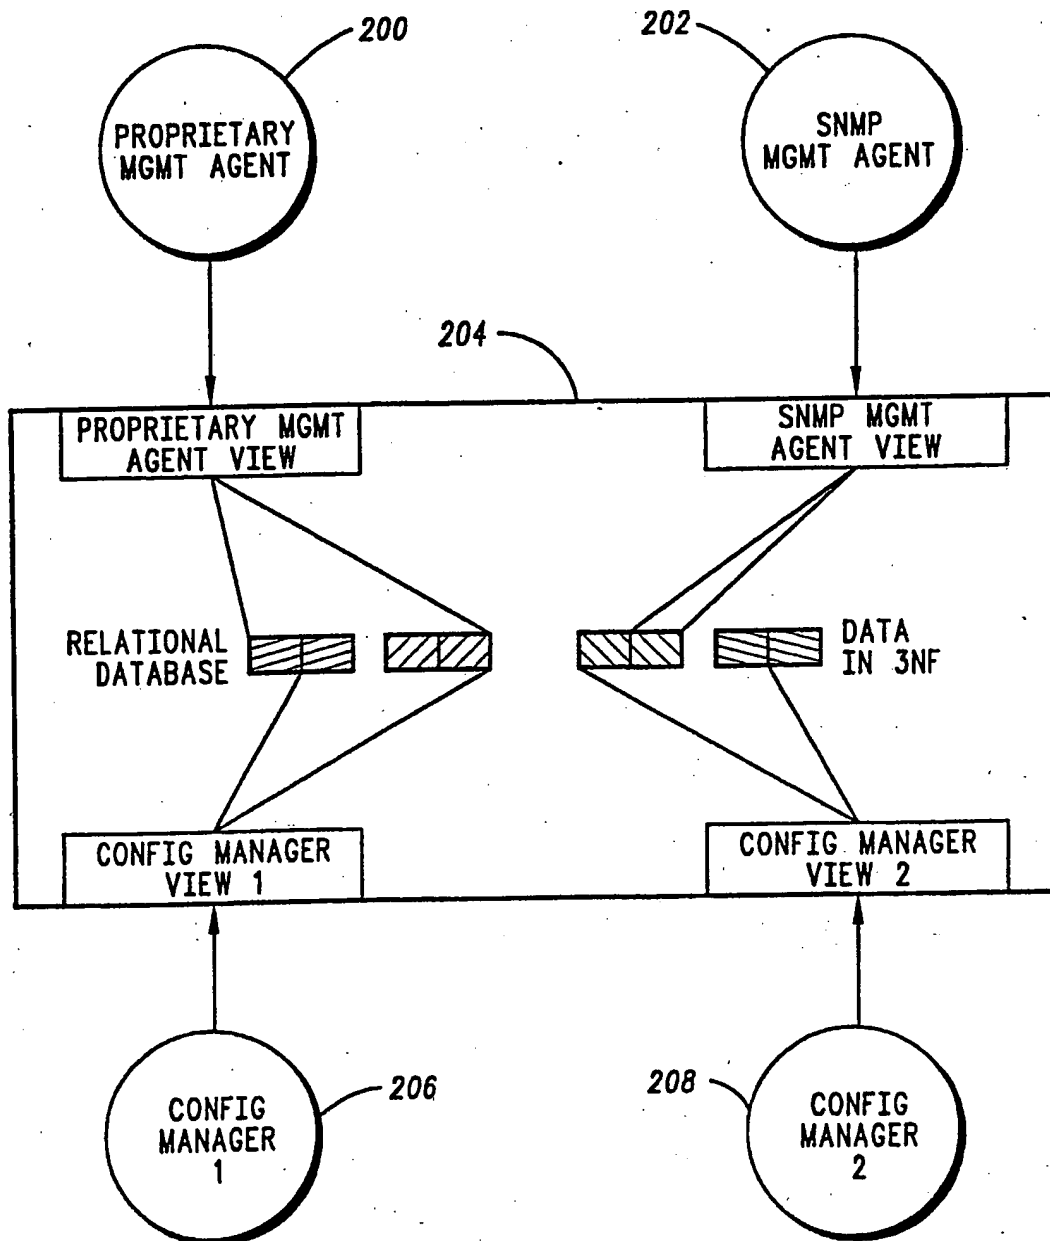 200
202
PROPRIETARY
MGMT AGENT
SNMP
MGMT AGENT
204
PROPRIETARY MGMT
AGENT VIEW
SNMP MGMT
AGENT VIEW
RELATIONAL
DATABASE
DATA
IN 3NF
CONFIG MANAGER
VIEW 1
CONFIG MANAGER
VIEW 2
206
208
CONFIG
MANAGER
1
CONFIG
MANAGER
2